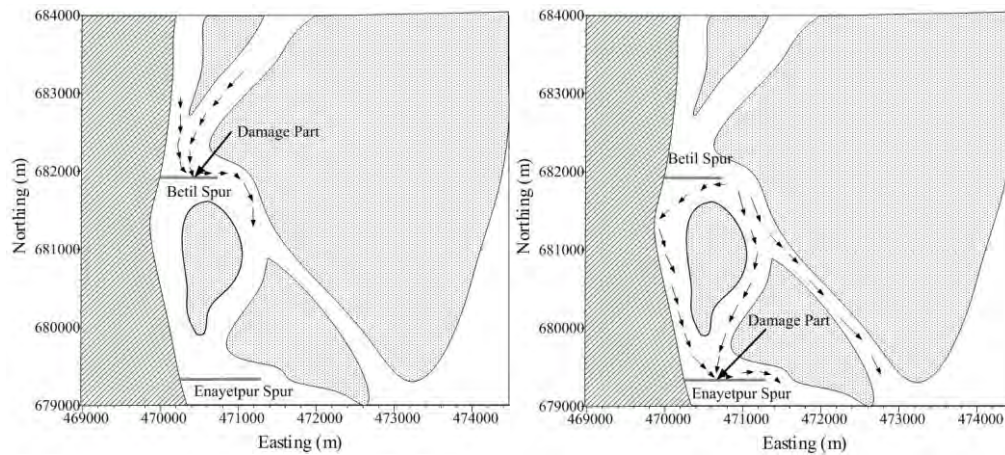 684000
683000
682000
681000
680000
679000
Northing (m)
Damage Part
Betil Spur
Enayetpur Spur
469000 470000 471000 472000 473000 474000
Easting (m)
684000
683000
682000
681000
680000
679000
Northing (m)
Betil Spur
Damage Part
Enayetpur Spur
469000 470000 471000 472000 473000 474000
Easting (m)